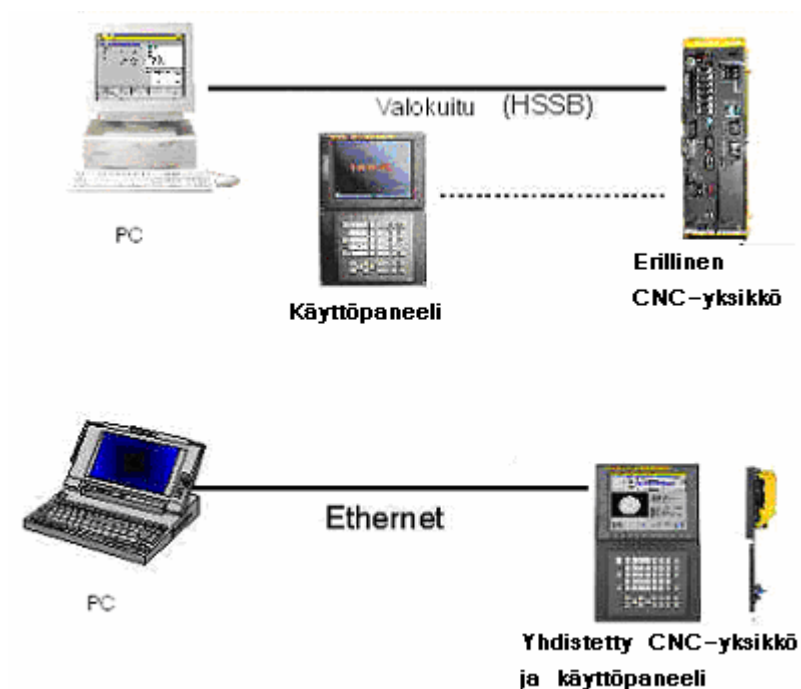 Valokuitu (HSSB)
PC
Käyttöpaneeli
Erillinen
CNC-yksikkö
Ethernet
PC
Yhdistetty CNC-yksikkö
ja käyttöpaneeli